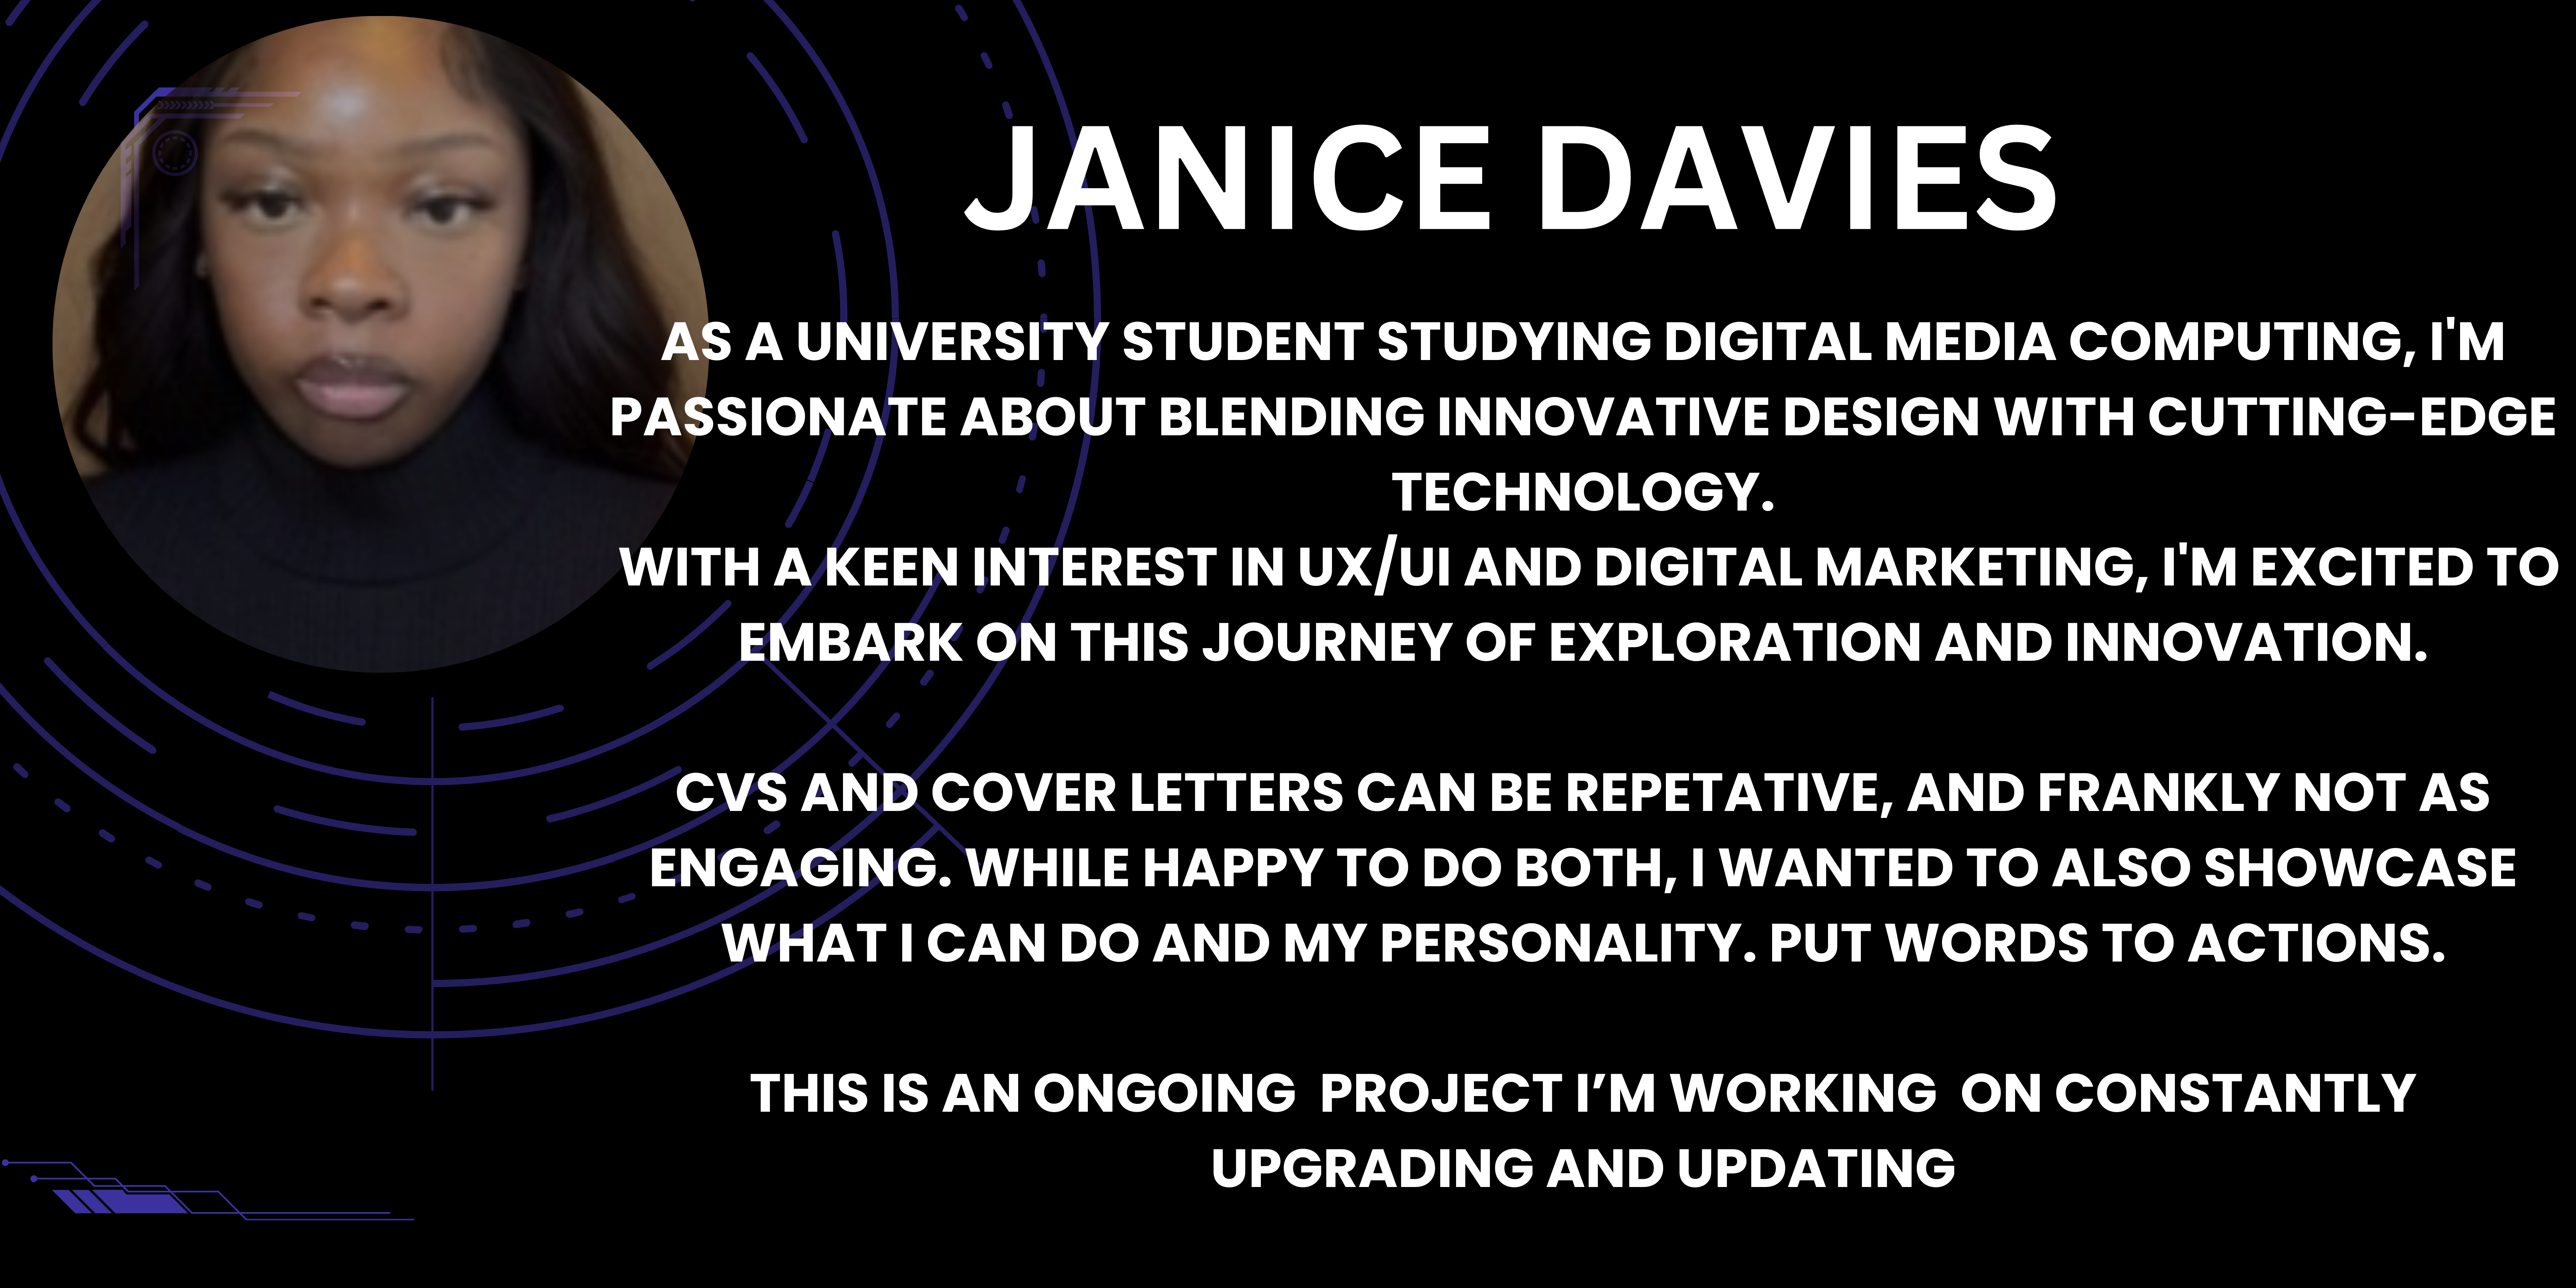 JANICE DAVIES
AS A UNIVERSITY STUDENT STUDYING DIGITAL MEDIA COMPUTING, I'M
PASSIONATE ABOUT BLENDING INNOVATIVE DESIGN WITH CUTTING-EDGE
TECHNOLOGY.
WITH A KEEN INTEREST IN UX/UI AND DIGITAL MARKETING, I'M EXCITED TO
EMBARK ON THIS JOURNEY OF EXPLORATION AND INNOVATION.
CVS AND COVER LETTERS CAN BE REPETATIVE, AND FRANKLY NOT AS
ENGAGING. WHILE HAPPY TO DO BOTH, I WANTED TO ALSO SHOWCASE
WHAT I CAN DO AND MY PERSONALITY. PUT WORDS TO ACTIONS.
THIS IS AN ONGOING  PROJECT I’M WORKING  ON CONSTANTLY
UPGRADING AND UPDATING